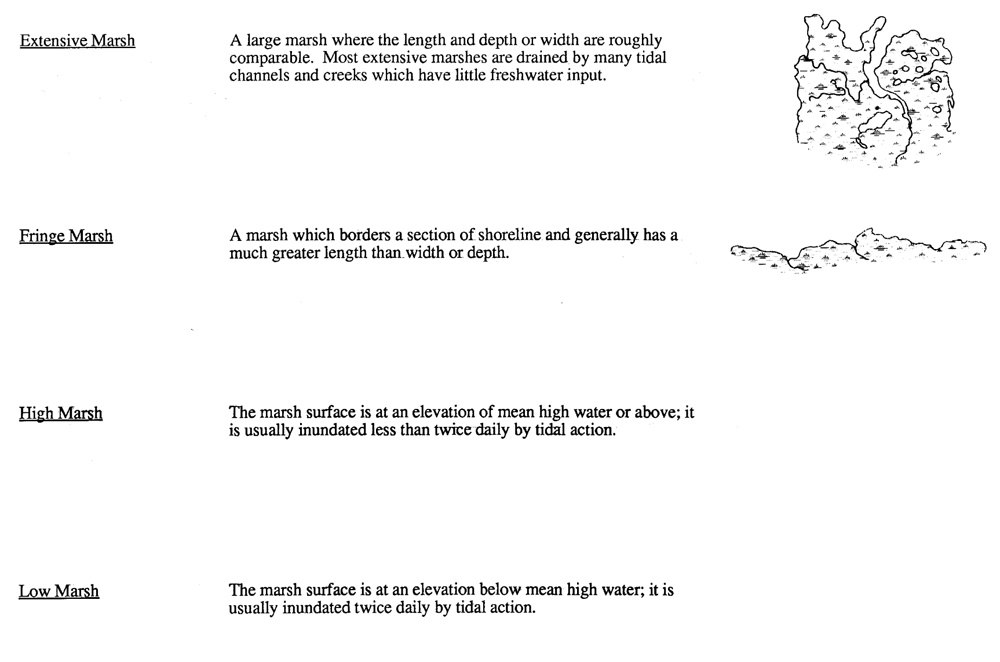 Extensive Marsh
A large marsh where the length and depth or width are roughly
comparable. Most extensive marshes are drained by many tidal
channels and creeks which have little freshwater input.
Fringe Marsh
A marsh which borders a section of shoreline and generally has a
much greater length than width or depth.
High Marsh
The marsh surface is at an elevation of mean high water or above; it
is usually inundated less than twice daily by tidal action.
Low Marsh
The marsh surface is at an elevation below mean high water; it is
usually inundated twice daily by tidal action.